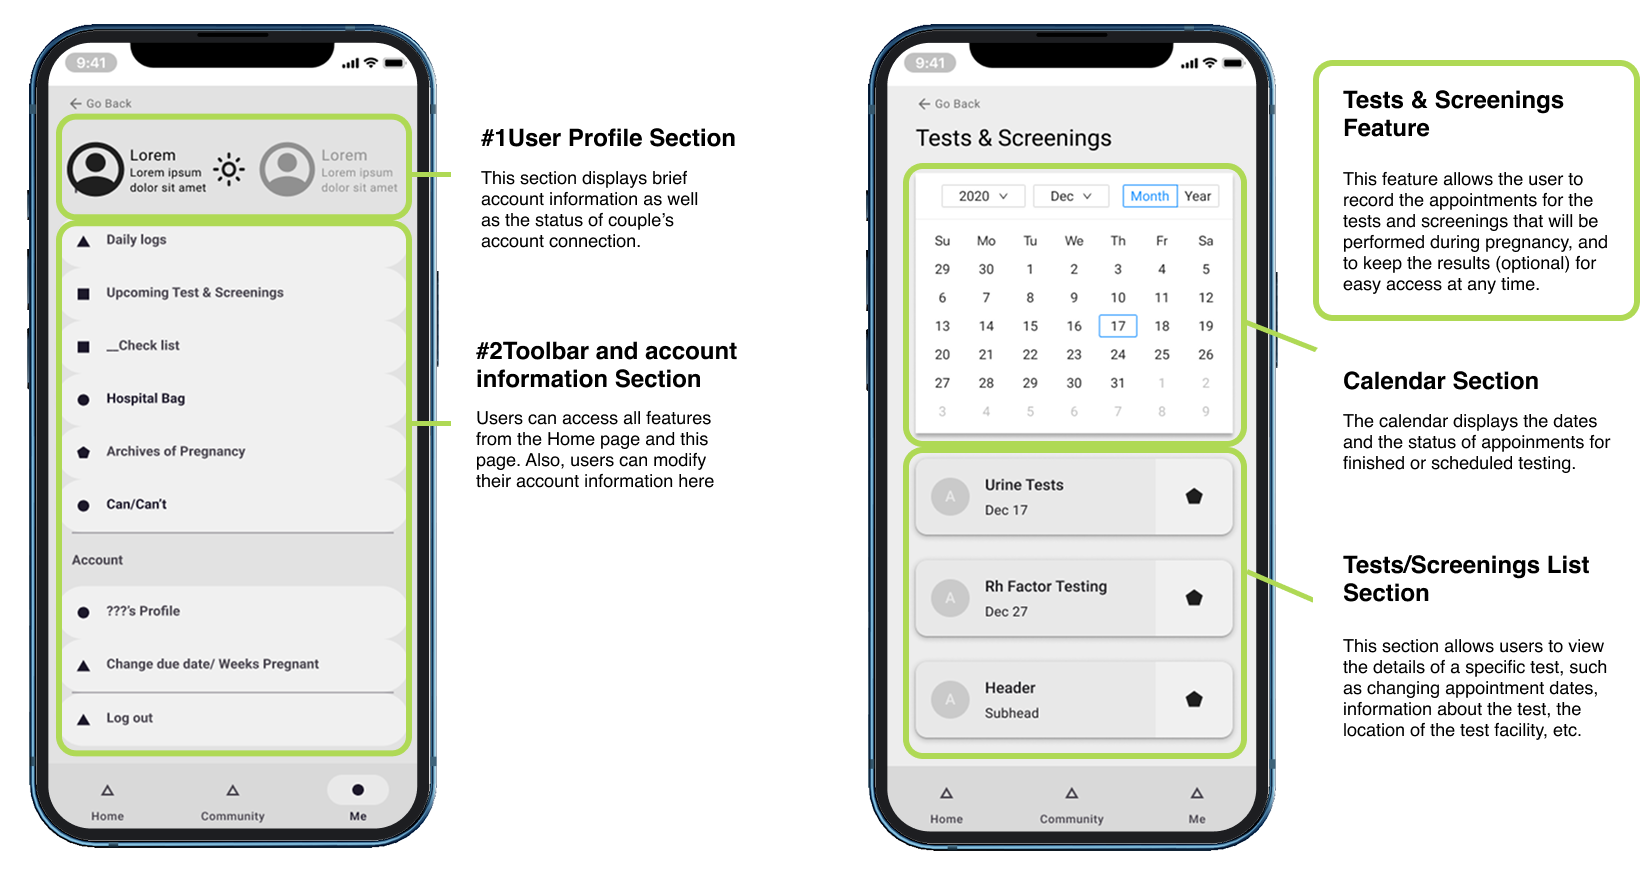 9:41
Go Back
Lorem
Lorem ipsum
dolor sit amet
Lorem
Lorem ipsum
dolor sit amet
Daily logs
Upcoming Test & Screenings
__Check list
Hospital Bag
Archives of Pregnancy
Can/Can't
Account
???'s Profile
Change due date/ Weeks Pregnant
Log out
Home Community Me
#1User Profile Section
This section displays brief
account information as well
as the status of couple's
account connection.
#2Toolbar and account
information Section
Users can access all features
from the Home page and this
page. Also, users can modify
their account information here
9:41
Go Back
Tests & Screenings
2020 Dec Month Year
Su Mo Tu We Th Fr Sa
29 30 1 2 3 4 5
6 7 8 9 10 11 12
13 14 15 16 17 18 19
20 21 22 23 24 25 26
27 28 29 30 31 1 2
3 4 5 6 7 8 9
A
Urine Tests
Dec 17
A
Rh Factor Testing
Dec 27
A
Header
Subhead
Home Community Me
Tests & Screenings
Feature
This feature allows the user to
record the appointments for the
tests and screenings that will be
performed during pregnancy, and
to keep the results (optional) for
easy access at any time.
Calendar Section
The calendar displays the dates
and the status of appoinments for
finished or scheduled testing.
Tests/Screenings List
Section
This section allows users to view
the details of a specific test, such
as changing appointment dates,
information about the test, the
location of the test facility, etc.